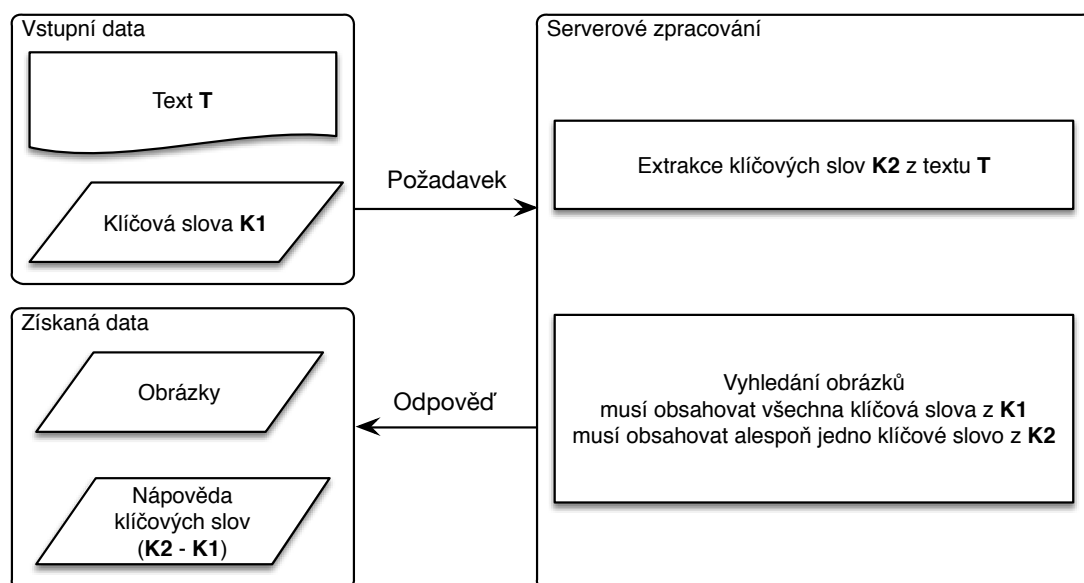 Vstupní data
Text T
Klíčová slova K1
Požadavek
Serverové zpracování
Extrakce klíčových slov K2 z textu T
Vyhledání obrázků
musí obsahovat všechna klíčová slova z K1
musí obsahovat alespoň jedno klíčové slovo z K2
Odpověď
Získaná data
Obrázky
Nápověda
klíčových slov
(K2 - K1)